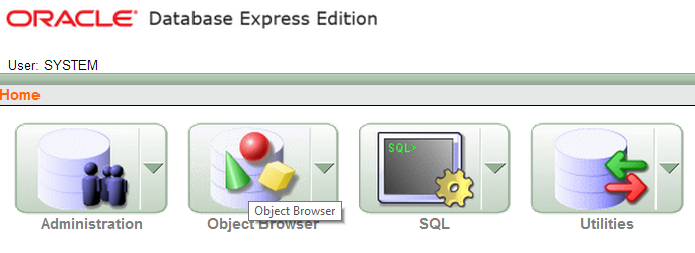 ORACLE® Database Express Edition
User: SYSTEM
Home
SQL>
Administration
Object Browser
Object Browser
SQL
Utilities